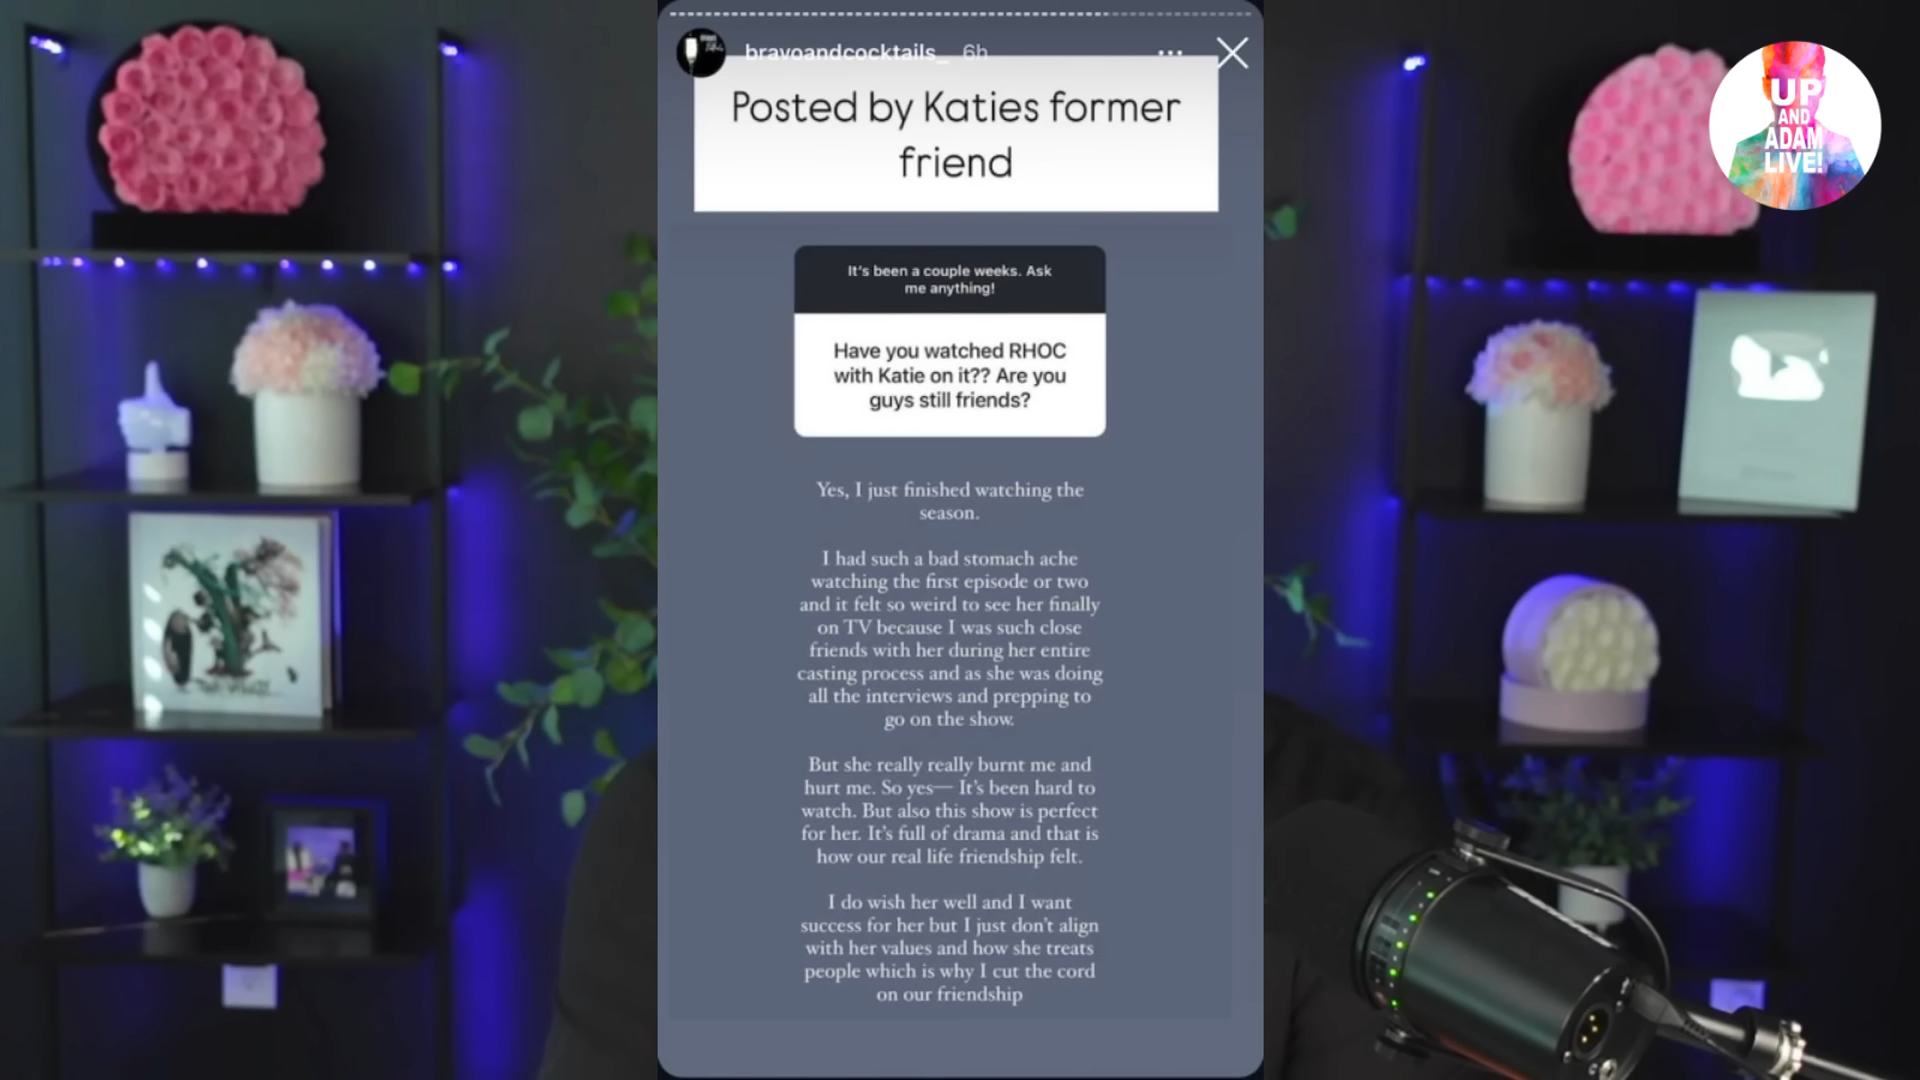 bravoandcocktails_ 6h
Posted by Katies former
friend
It's been a couple weeks. Ask
me anything!
Have you watched RHOC
with Katie on it?? Are you
guys still friends?
Yes, I just finished watching the
season.
I had such a bad stomach ache
watching the first episode or two
and it felt so weird to see her finally
on TV because I was such close
friends with her during her entire
casting process and as she was doing
all the interviews and prepping to
go on the show.
But she really really burnt me and
hurt me. So yes— It's been hard to
watch. But also this show is perfect
for her. It's full of drama and that is
how our real life friendship felt.
I do wish her well and I want
success for her but I just don't align
with her values and how she treats
people which is why I cut the cord
on our friendship
UP
AND
ADAM
LIVE!